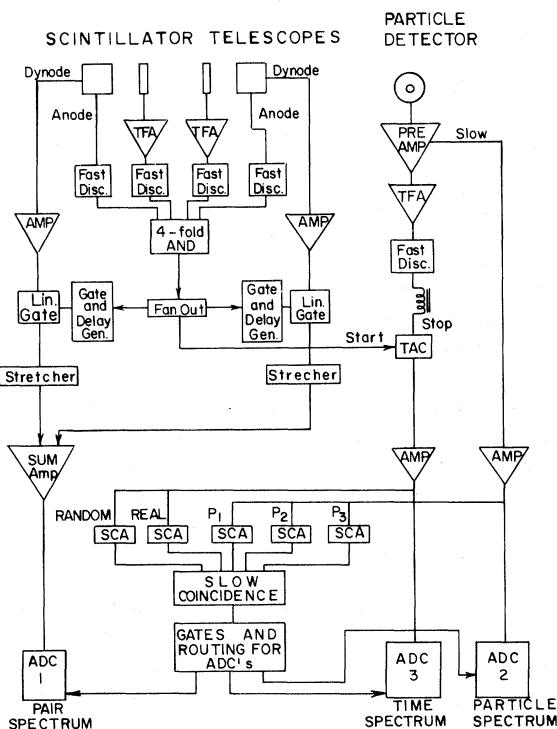 SCINTILLATOR TELESCOPES
PARTICLE
DETECTOR
Dynode
Dynode
Anode
Anode
TFA
TFA
PRE
AMP
Slow
Fast
Disc.
Fast
Disc.
Fast
Disc.
Fast
Disc.
TFA
AMP
4-fold
AND
AMP
Fast
Disc.
Lin.
Gate
Gate
and
Delay
Gen.
Fan Out
Gate
and
Delay
Gen.
Lin.
Gate
Start
Stop
TAC
Stretcher
Strecher
SUM
Amp
AMP
AMP
RANDOM
REAL
P1
P2
P3
SCA
SCA
SCA
SCA
SCA
SLOW
COINCIDENCE
GATES AND
ROUTING FOR
ADC's
ADC
1
ADC
3
ADC
2
PAIR
SPECTRUM
TIME
SPECTRUM
PARTICLE
SPECTRUM